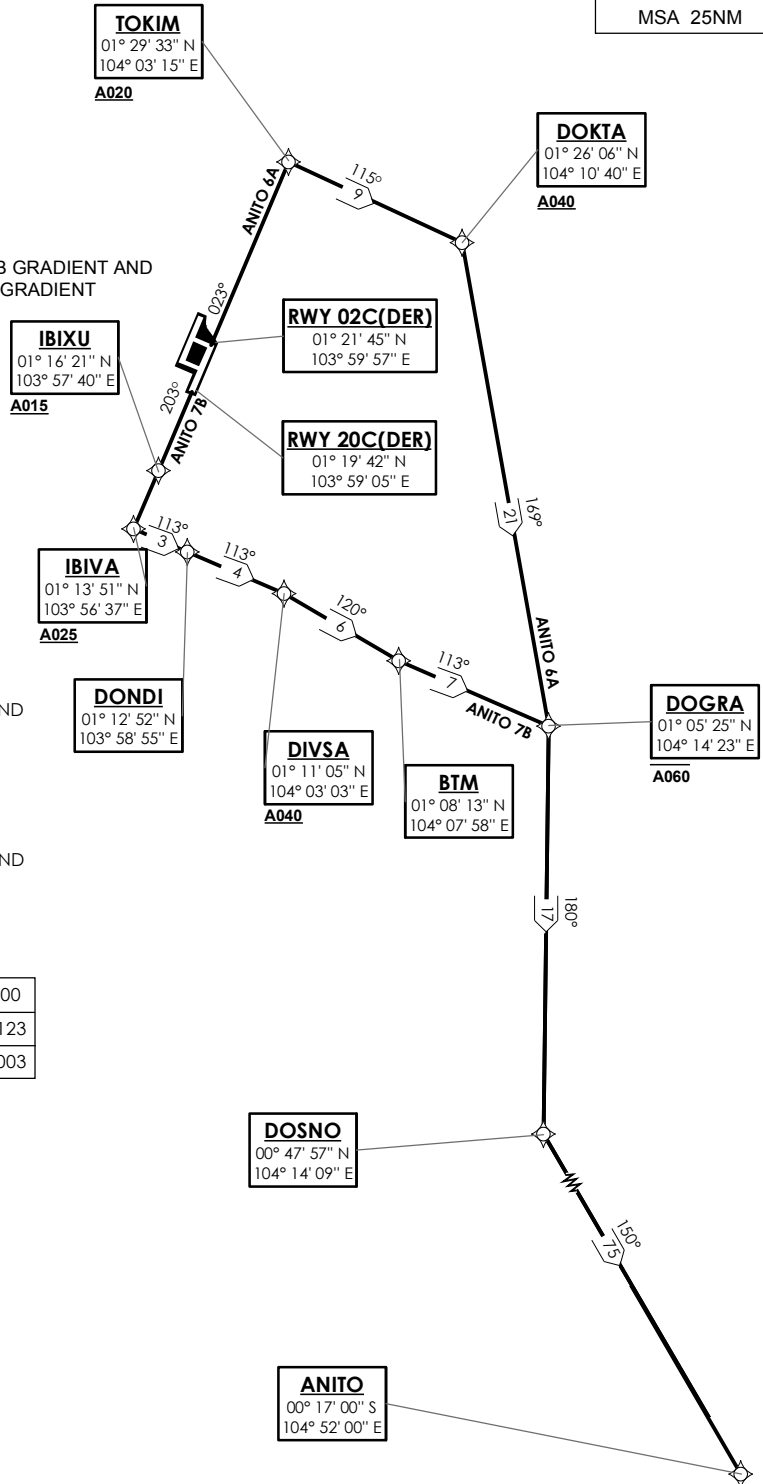 MSA 25NM
TOKIM
01° 29' 33" N
104° 03' 15" E
A020
DOKTA
01° 26' 06" N
104° 10' 40" E
A040
115°
9
ANITO 6A
GRADIENT AND
GRADIENT
023°
RWY 02C(DER)
01° 21' 45" N
103° 59' 57" E
IBIXU
01° 16' 21" N
103° 57' 40" E
A015
203°
ANITO 7B
RWY 20C(DER)
01° 19' 42" N
103° 59' 05" E
169°
21
IBIVA
01° 13' 51" N
103° 56' 37" E
A025
113°
3
113°
4
120°
6
113°
7
ANITO 7B
ANITO 6A
DONDI
01° 12' 52" N
103° 58' 55" E
ND
DIVSA
01° 11' 05" N
104° 03' 03" E
A040
BTM
01° 08' 13" N
104° 07' 58" E
DOGRA
01° 05' 25" N
104° 14' 23" E
A060
ND
180°
17
00
123
003
DOSNO
00° 47' 57" N
104° 14' 09" E
150°
75
ANITO
00° 17' 00" S
104° 52' 00" E